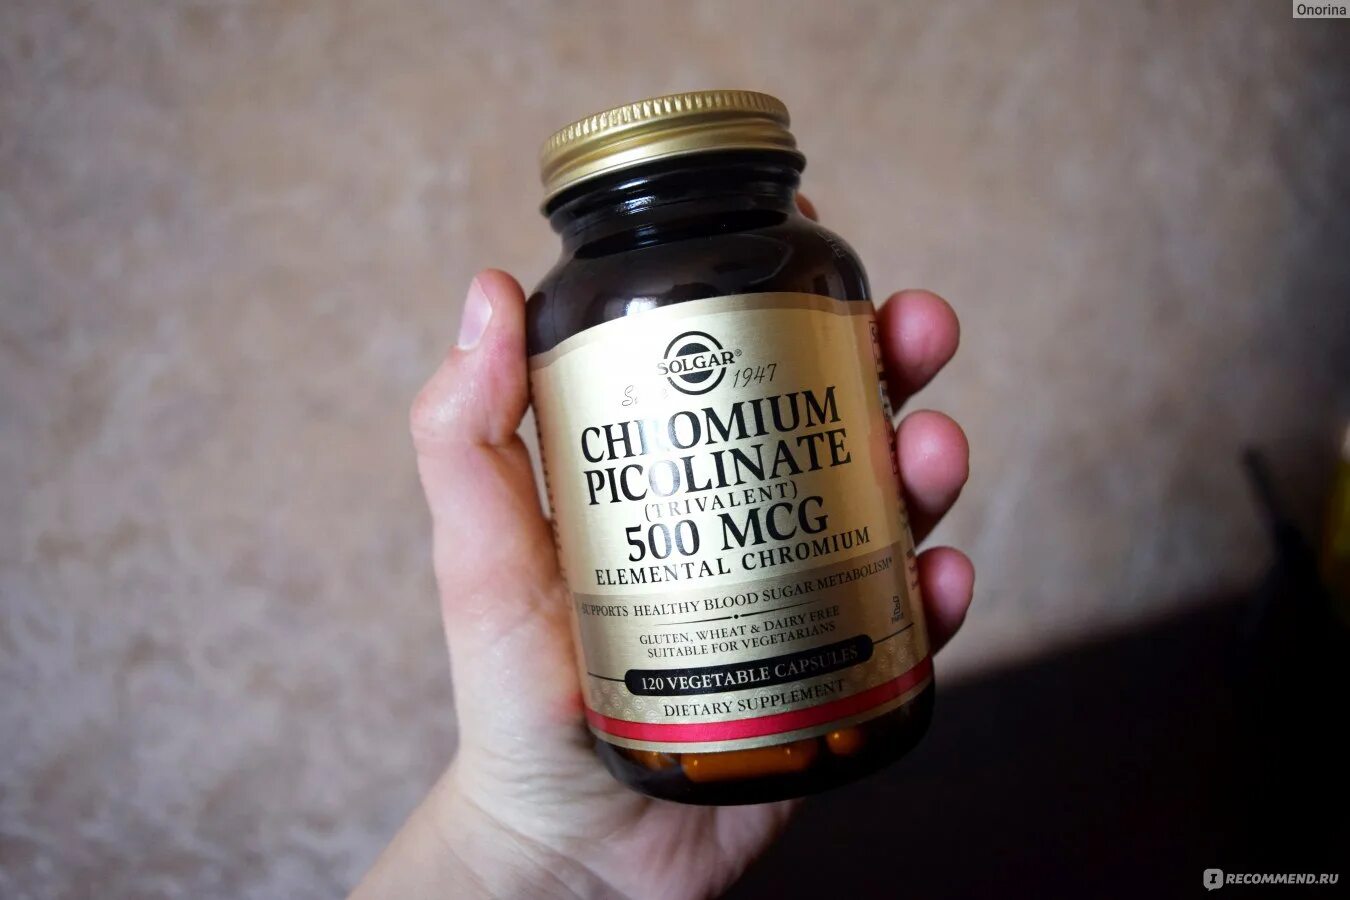 Onorina
SOLGAR®
1947
CHROMIUM
PICOLINATE
(TRIVALENT)
500 MCG
ELEMENTAL CHROMIUM
SUPPORTS HEALTHY BLOOD SUGAR METABOLISM*
GLUTEN, WHEAT & DAIRY FREE
SUITABLE FOR VEGETARIANS
120 VEGETABLE CAPSULES
DIETARY SUPPLEMENT
IRECOMMEND.RU